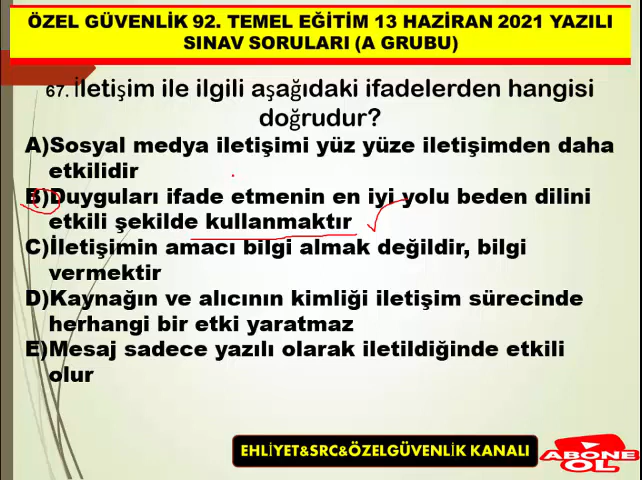 ÖZEL GÜVENLİK 92. TEMEL EĞİTİM 13 HAZİRAN 2021 YAZILI
SINAV SORULARI (A GRUBU)
67. İletişim ile ilgili aşağıdaki ifadelerden hangisi
doğrudur?
A)Sosyal medya iletişimi yüz yüze iletişimden daha
etkilidir
B)Duyguları ifade etmenin en iyi yolu beden dilini
etkili şekilde kullanmaktır
C)İletişimin amacı bilgi almak değildir, bilgi
vermektir
D)Kaynağın ve alıcının kimliği iletişim sürecinde
herhangi bir etki yaratmaz
E)Mesaj sadece yazılı olarak iletildiğinde etkili
olur
EHLİYET&SRC&ÖZELGÜVENLİK KANALI
ABONE
OL